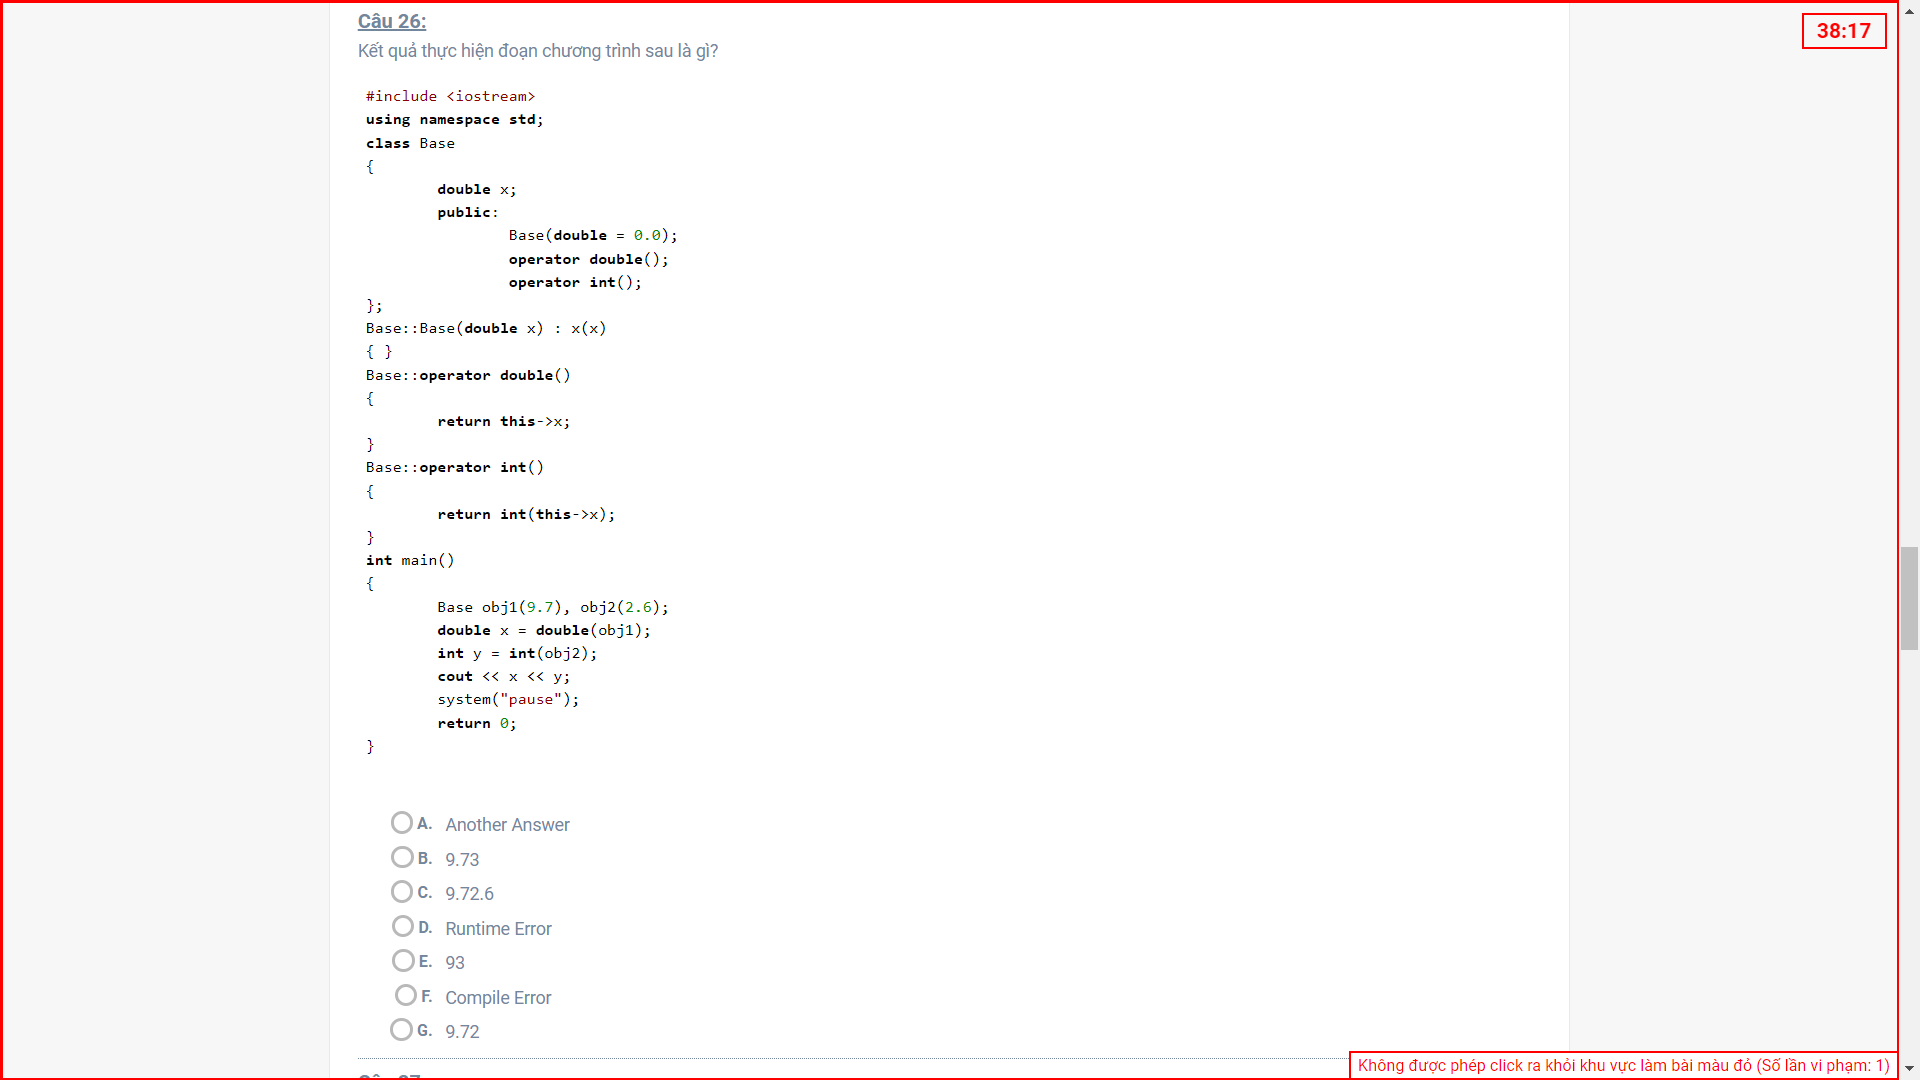 Câu 26:
38:17
Kết quả thực hiện đoạn chương trình sau là gì?
#include <iostream>
using namespace std;
class Base
{
double x;
public:
Base(double = 0.0);
operator double();
operator int();
};
Base::Base(double x) : x(x)
{ }
Base::operator double()
{
return this->x;
}
Base::operator int()
{
return int(this->x);
}
int main()
{
Base obj1(9.7), obj2(2.6);
double x = double(obj1);
int y = int(obj2);
cout << x << y;
system("pause");
return 0;
}
A. Another Answer
B. 9.73
C. 9.72.6
D. Runtime Error
E. 93
F. Compile Error
G. 9.72
Không được phép click ra khỏi khu vực làm bài màu đỏ (Số lần vi phạm: 1)